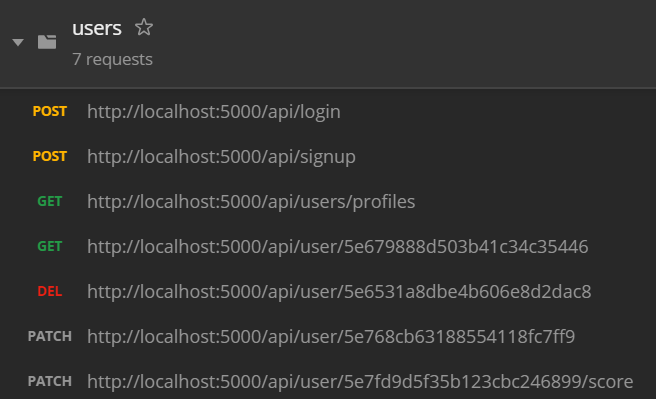 users
7 requests
POST http://localhost:5000/api/login
POST http://localhost:5000/api/signup
GET http://localhost:5000/api/users/profiles
GET http://localhost:5000/api/user/5e679888d503b41c34c35446
DEL http://localhost:5000/api/user/5e6531a8dbe4b606e8d2dac8
PATCH http://localhost:5000/api/user/5e768cb63188554118fc7ff9
PATCH http://localhost:5000/api/user/5e7fd9d5f35b123cbc246899/score